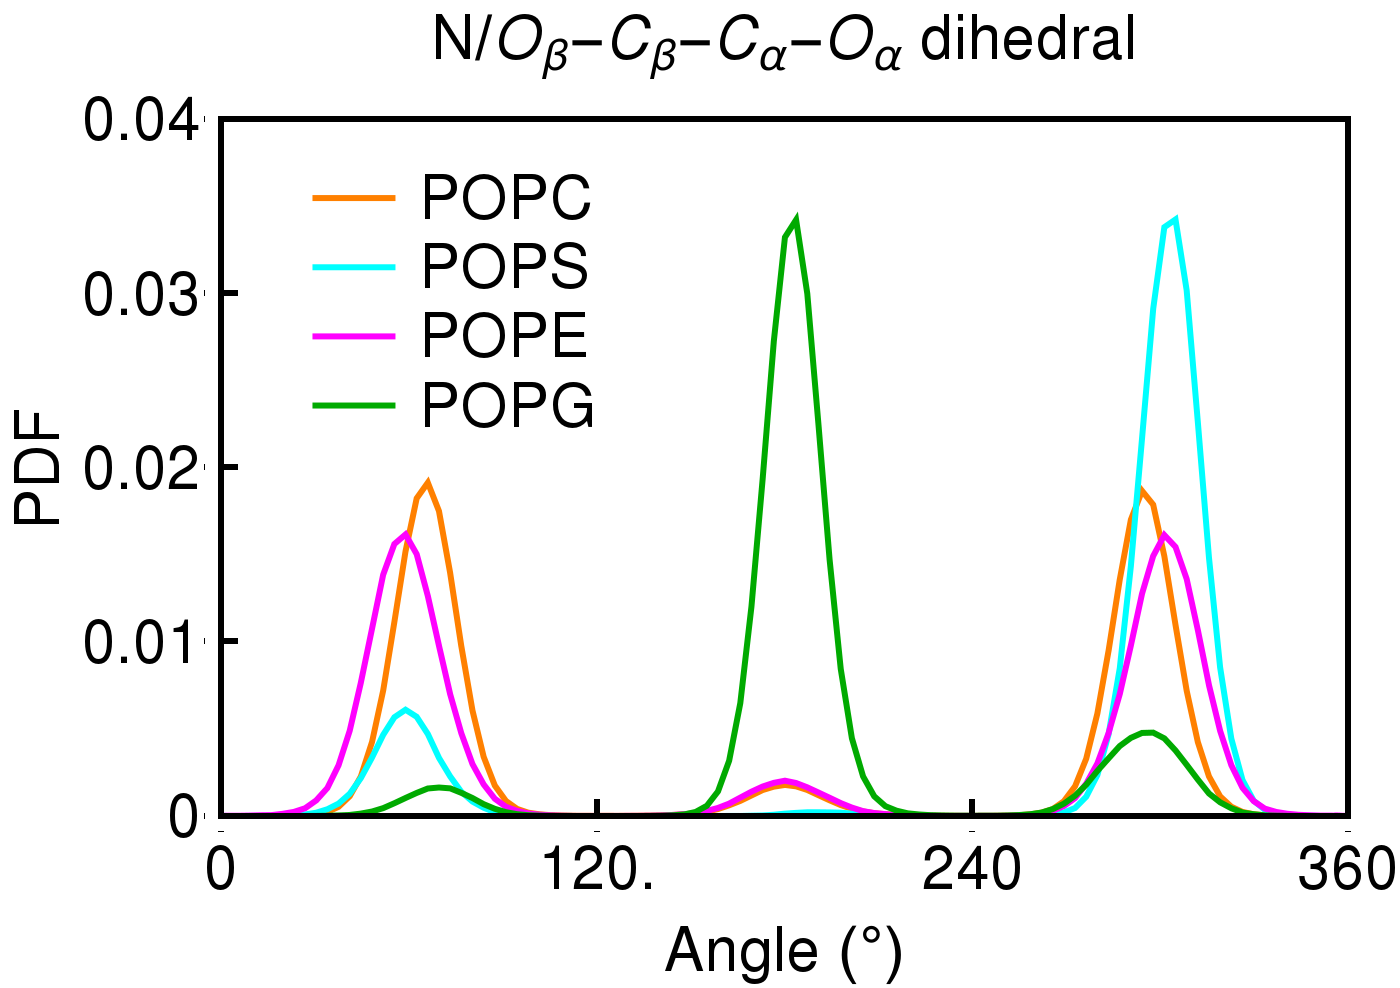 N/Oβ–Cβ–Cα–Oα dihedral
0.04
0.03
0.02
0.01
0
PDF
POPC
POPS
POPE
POPG
0
120.
240
360
Angle (°)